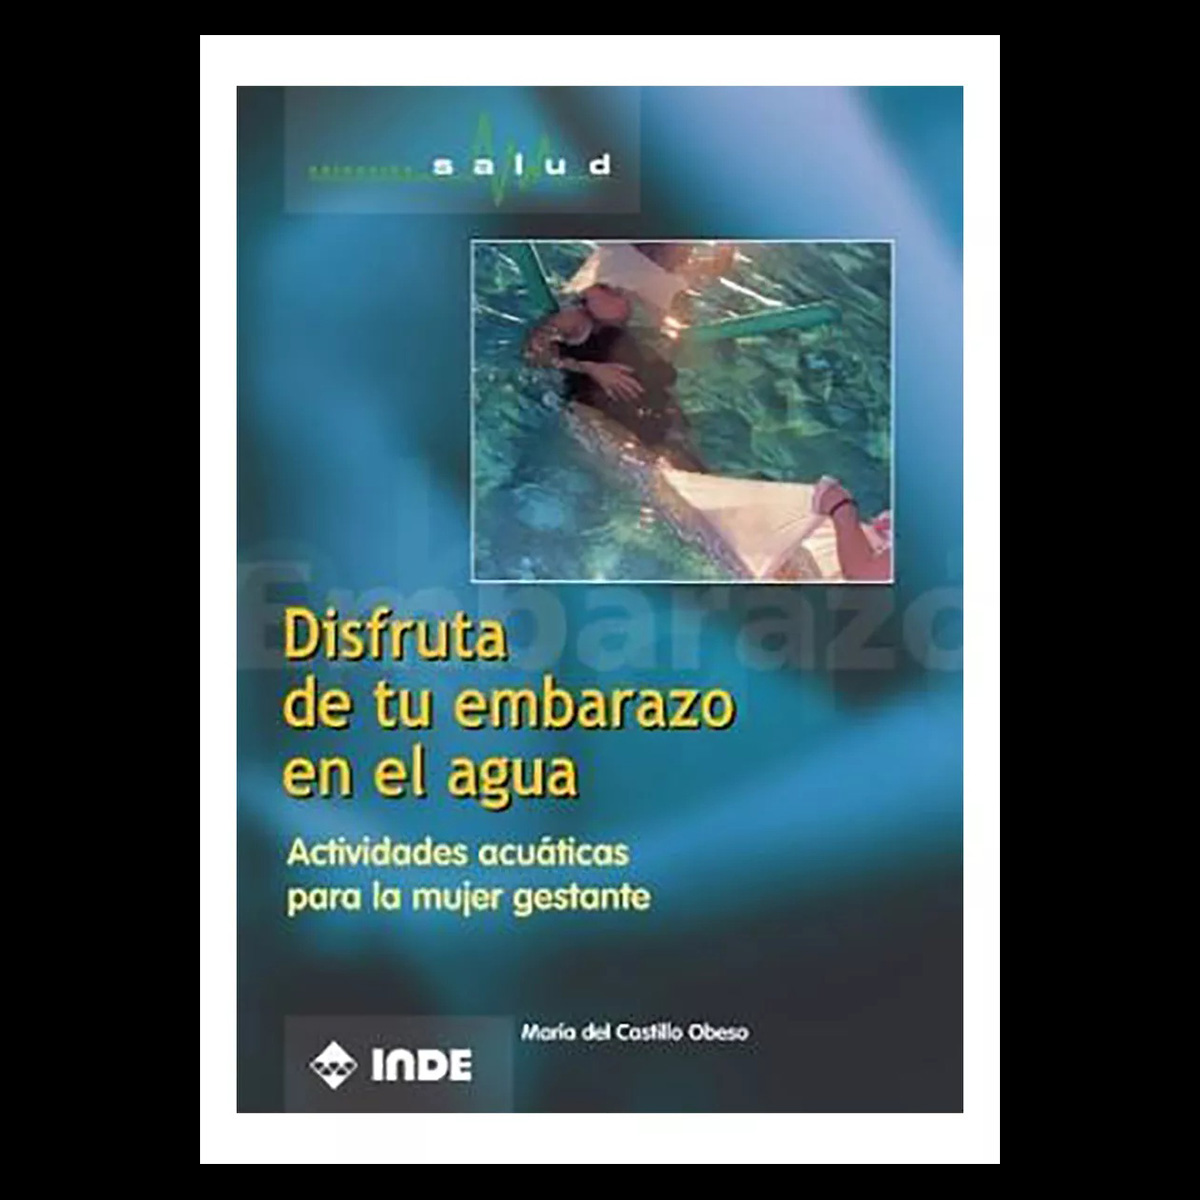 salud
Embarazo
Disfruta
de tu embarazo
en el agua
Actividades acuáticas
para la mujer gestante
María del Castillo Obeso
INDE